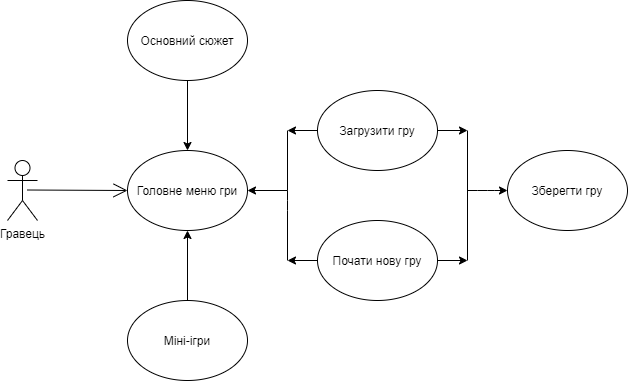 Основний сюжет
Загрузити гру
Гравець
Головне меню гри
Зберегти гру
Почати нову гру
Міні-ігри